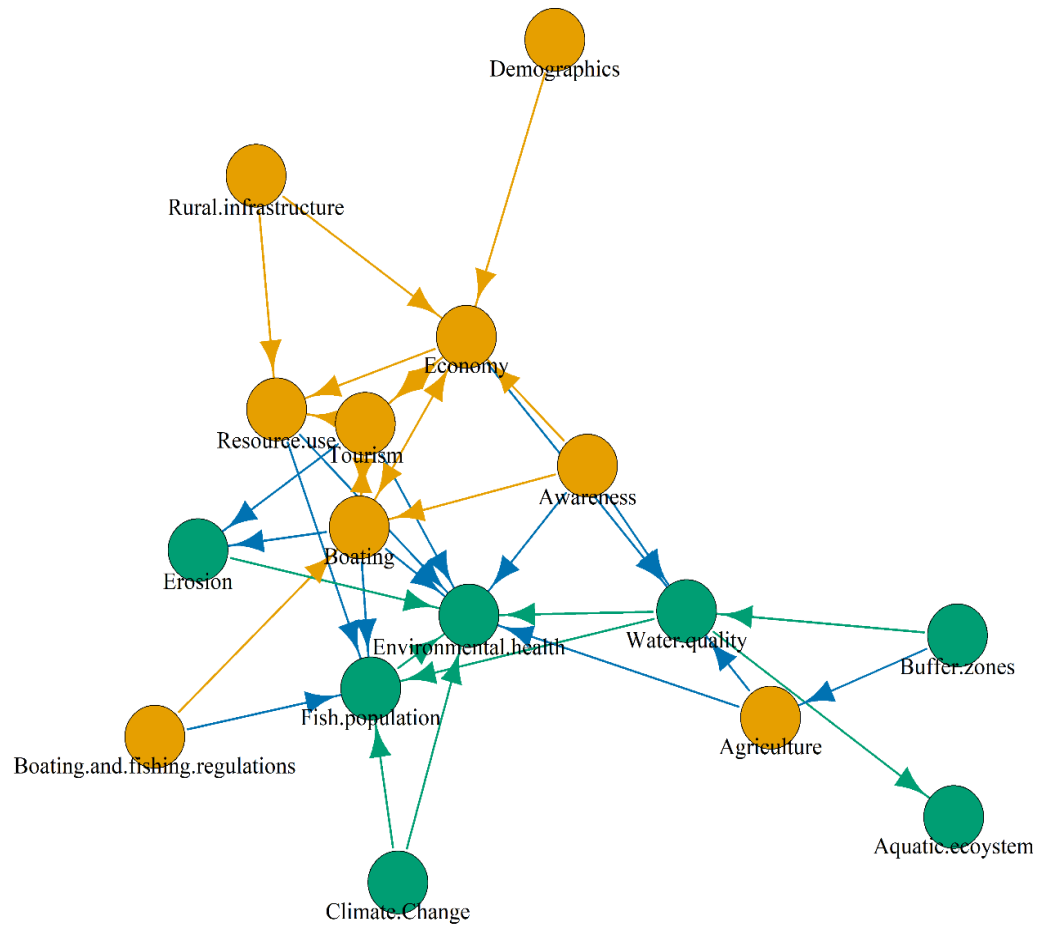 Demographics
Rural.infrastructure
Economy
Resource.use
Tourism
Awareness
Boating
Erosion
Environmental.health
Water.quality
Buffer.zones
Fish.population
Agriculture
Boating.and.fishing.regulations
Aquatic.ecoystem
Climate.Change